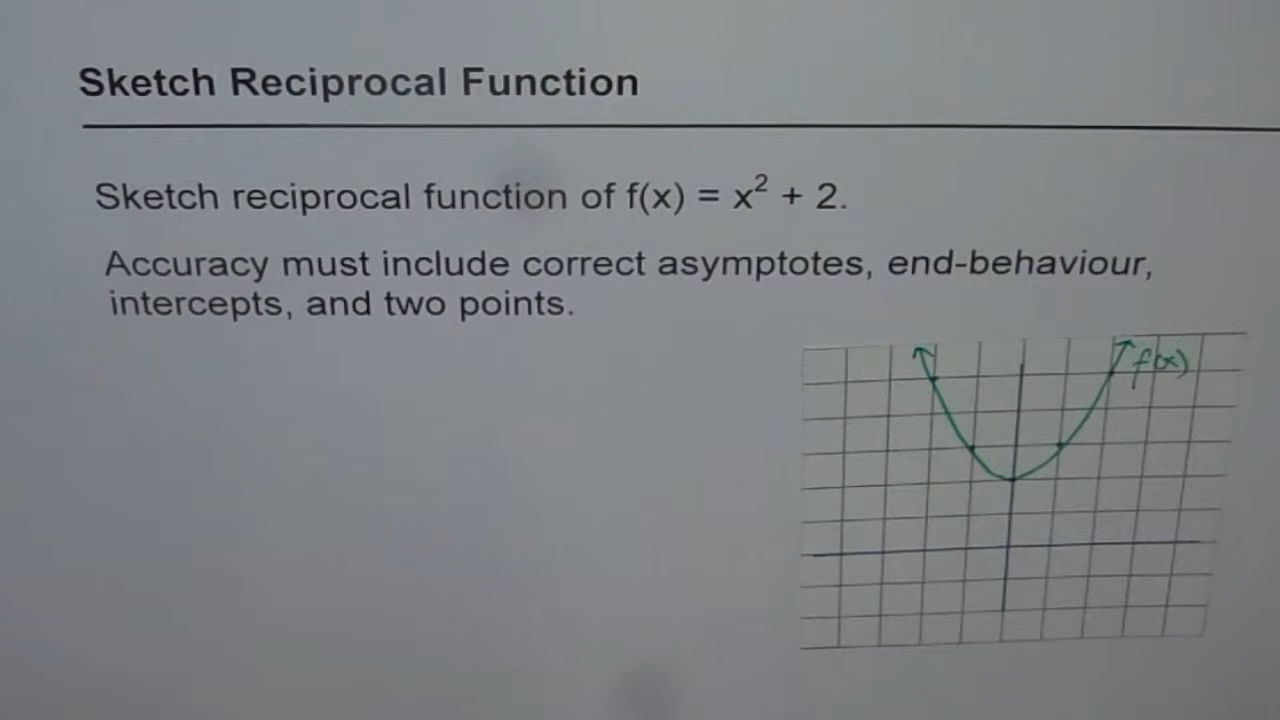 Sketch Reciprocal Function
Sketch reciprocal function of f(x) = x² + 2.
Accuracy must include correct asymptotes, end-behaviour,
intercepts, and two points.
f(x)